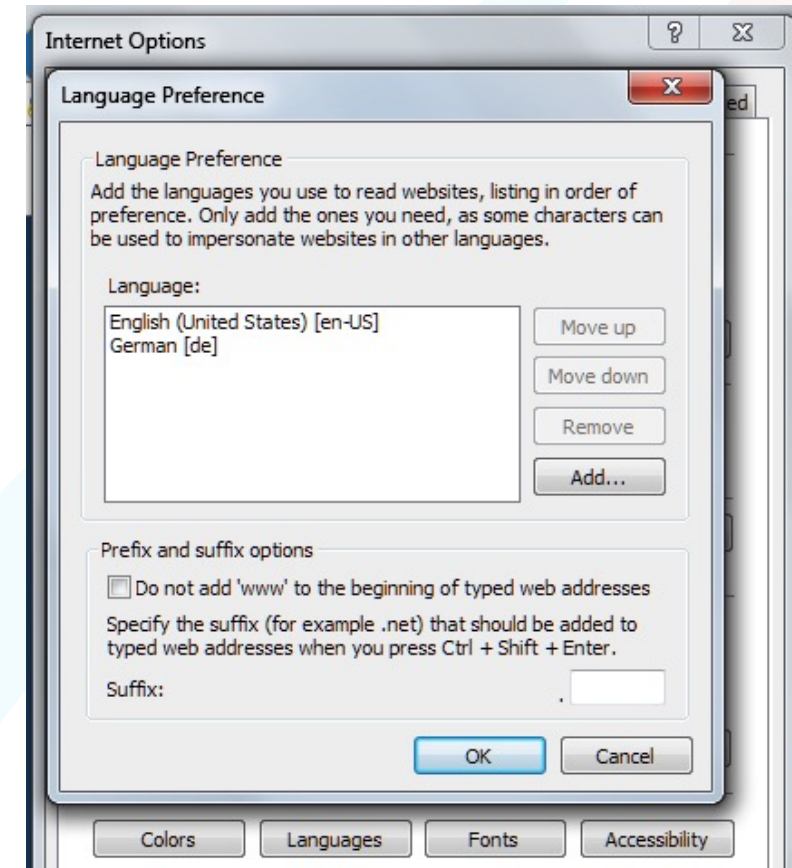 Internet Options
Language Preference
ed
Language Preference
Add the languages you use to read websites, listing in order of
preference. Only add the ones you need, as some characters can
be used to impersonate websites in other languages.
Language:
English (United States) [en-US]
German [de]
Move up
Move down
Remove
Add...
Prefix and suffix options
Do not add 'www' to the beginning of typed web addresses
Specify the suffix (for example .net) that should be added to
typed web addresses when you press Ctrl + Shift + Enter.
Suffix: .
OK Cancel
Colors Languages Fonts Accessibility